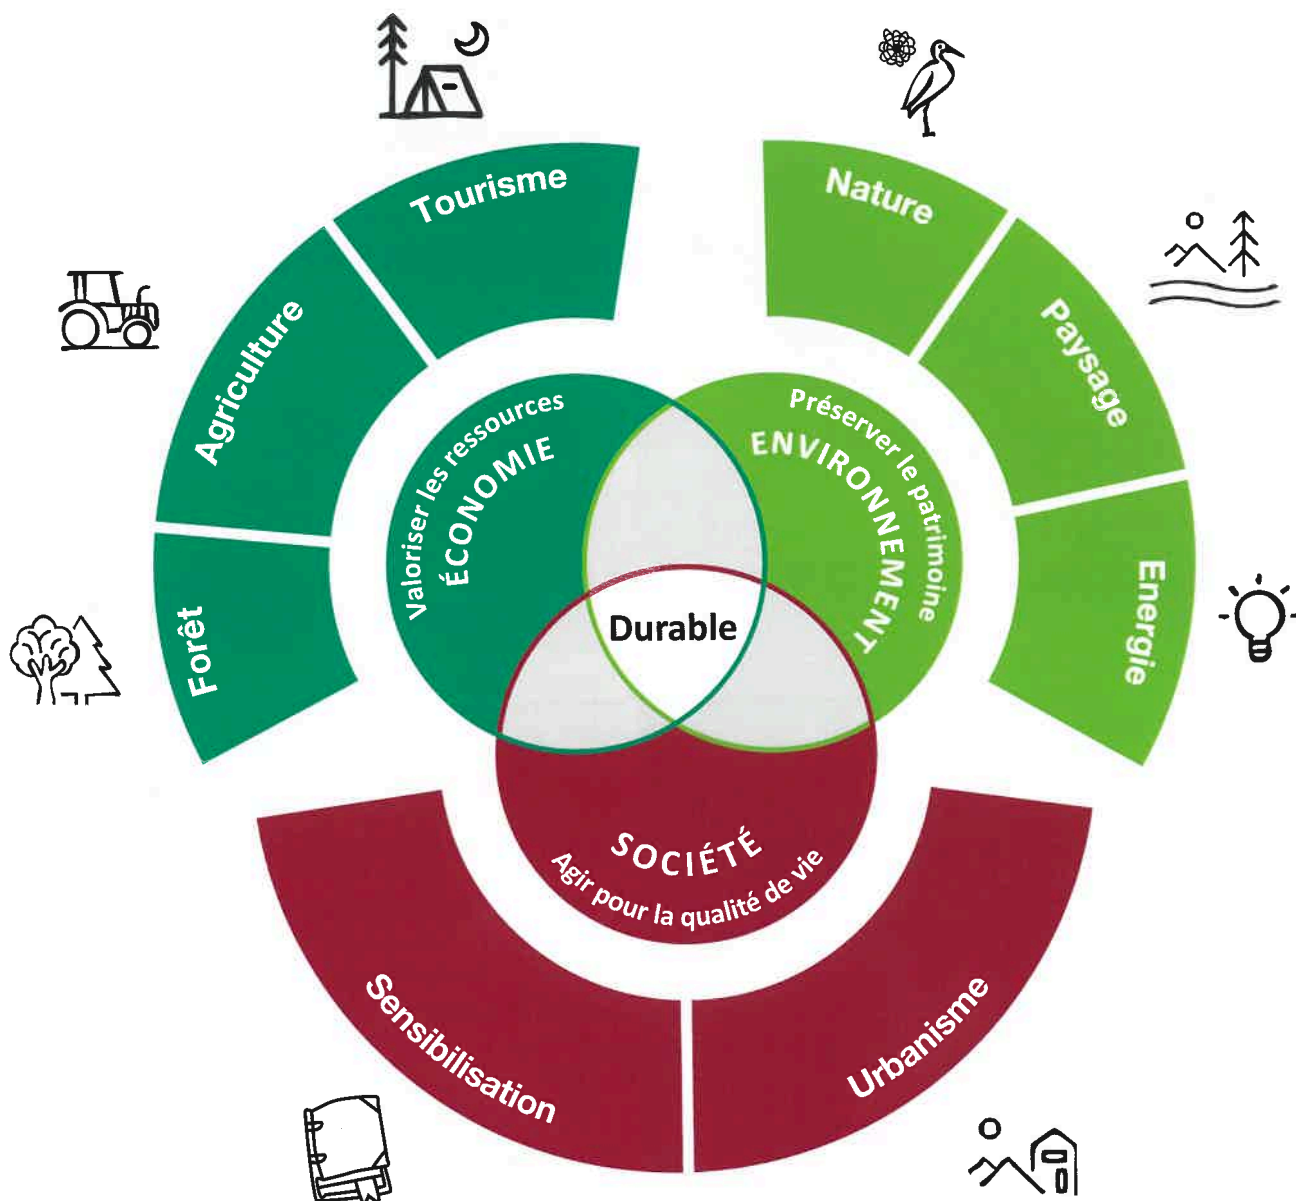 Tourisme
Nature
Agriculture
Paysage
Forêt
Energie
Valoriser les ressources
ÉCONOMIE
Préserver le patrimoine
ENVIRONNEMENT
Durable
SOCIÉTÉ
Agir pour la qualité de vie
Sensibilisation
Urbanisme